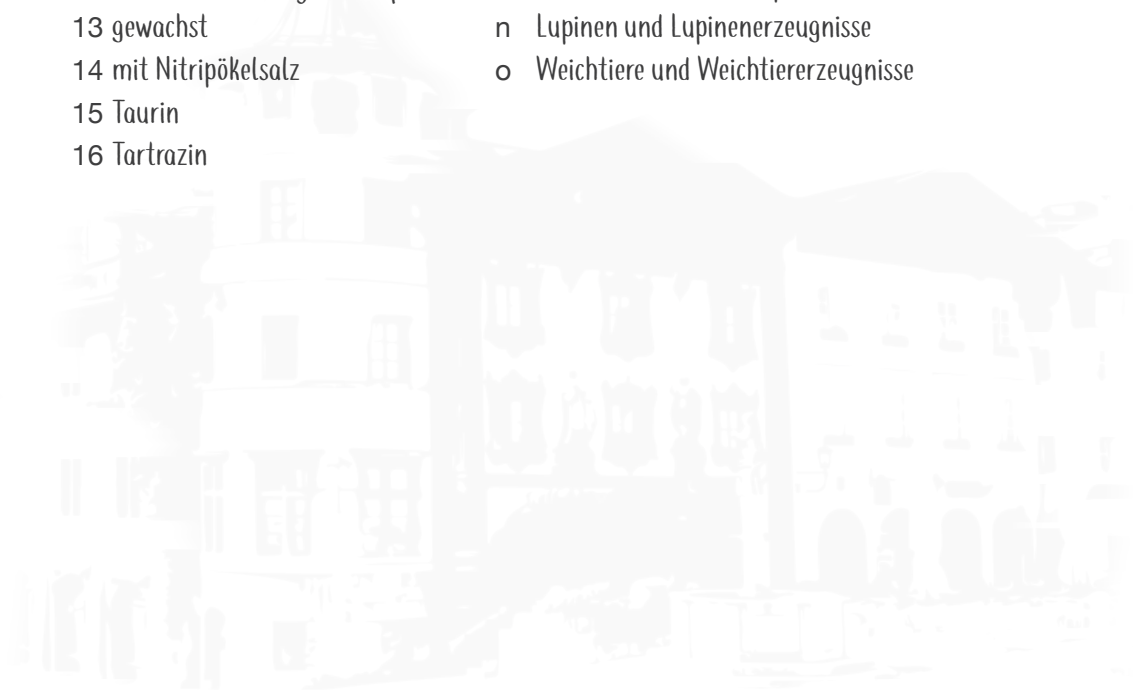 13 gewachst
14 mit Nitripökelsalz
15 Taurin
16 Tartrazin
n Lupinen und Lupinenerzeugnisse
o Weichtiere und Weichtiererzeugnisse